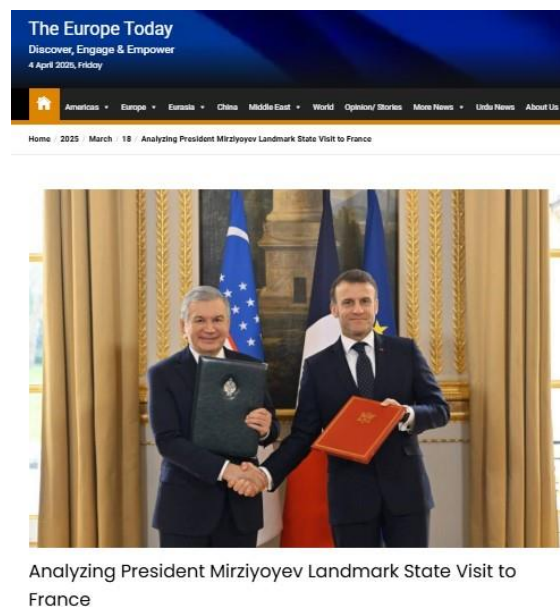 The Europe Today
Discover, Engage & Empower
4 April 2025, Friday
Americas Europe Eurasia China Middle East World Opinion/ Stories More News Urdu News About Us
Home / 2025 / March / 18 / Analyzing President Mirziyoyev Landmark State Visit to France
Analyzing President Mirziyoyev Landmark State Visit to
France